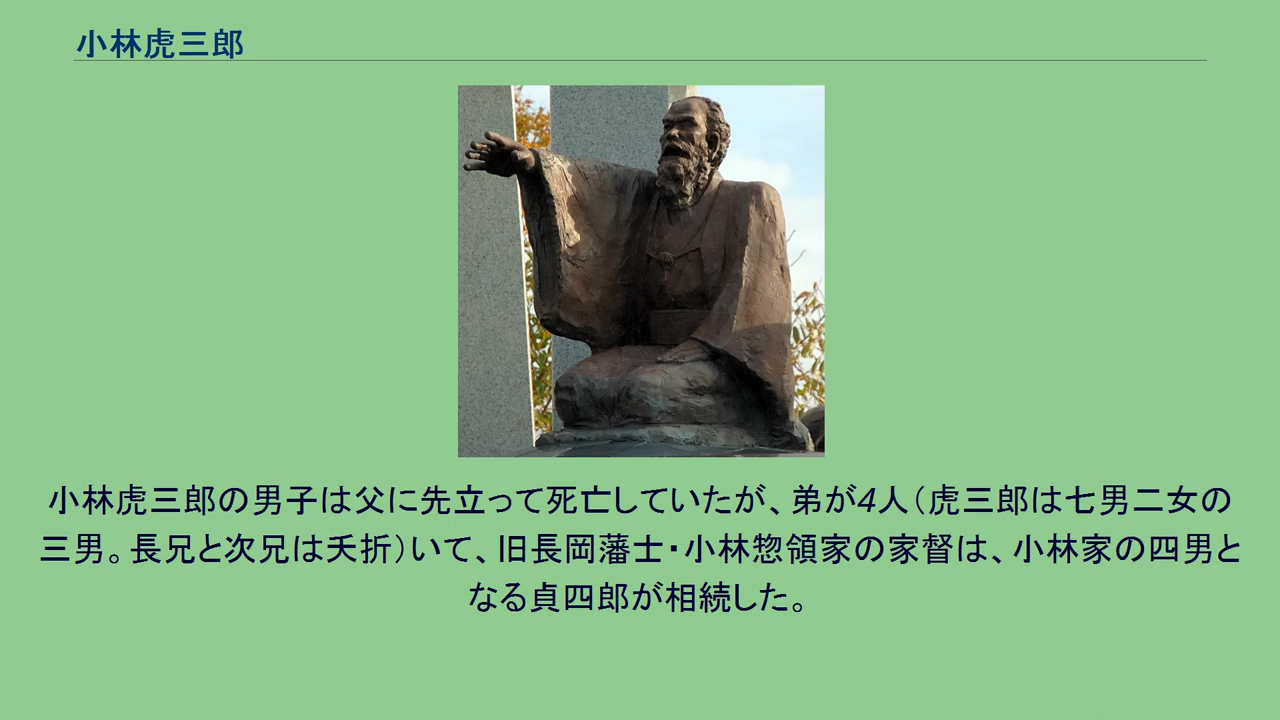 小林虎三郎
小林虎三郎の男子は父に先立って死亡していたが、弟が4人（虎三郎は七男二女の
三男。長兄と次兄は夭折）いて、旧長岡藩士・小林惣領家の家督は、小林家の四男と
なる貞四郎が相続した。